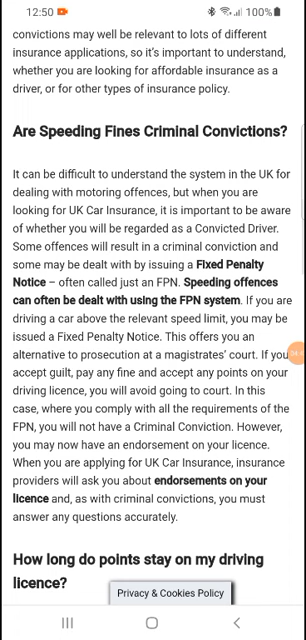 12:50
100%
convictions may well be relevant to lots of different
insurance applications, so it's important to understand,
whether you are looking for affordable insurance as a
driver, or for other types of insurance policy.
Are Speeding Fines Criminal Convictions?
It can be difficult to understand the system in the UK for
dealing with motoring offences, but when you are
looking for UK Car Insurance, it is important to be aware
of whether you will be regarded as a Convicted Driver.
Some offences will result in a criminal conviction and
some may be dealt with by issuing a Fixed Penalty
Notice – often called just an FPN. Speeding offences
can often be dealt with using the FPN system. If you are
driving a car above the relevant speed limit, you may
be issued a Fixed Penalty Notice. This offers you an
alternative to prosecution at a magistrates' court. If you
accept guilt, pay any fine and accept any points on your
driving licence, you will avoid going to court. In this
case, where you comply with all the requirements of the
FPN, you will not have a Criminal Conviction. However,
you may now have an endorsement on your licence.
When you are applying for UK Car Insurance, insurance
providers will ask you about endorsements on your
licence and, as with criminal convictions, you must
answer any questions accurately.
How long do points stay on my driving
licence?
Privacy & Cookies Policy